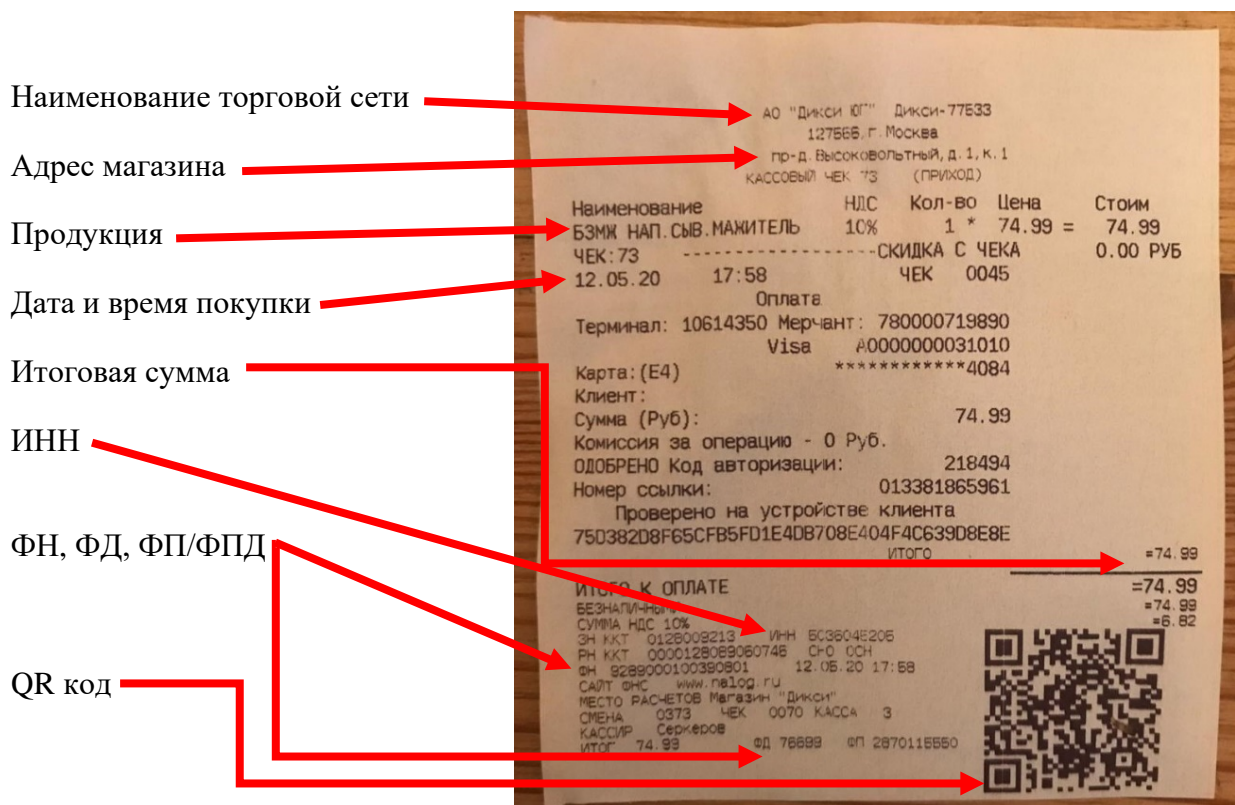 Наименование торговой сети
Адрес магазина
Продукция
Дата и время покупки
Итоговая сумма
ИНН
ФН, ФД, ФП/ФПД
QR код
АО "Дикси ЮГ" Дикси-77533
127566, г. Москва
пр-д. Высоковольтный, д. 1, к. 1
КАССОВЫЙ ЧЕК 73 (ПРИХОД)
Наименование НДС Кол-во Цена Стоим
БЗМЖ НАП.СЫВ.МАЖИТЕЛЬ 10% 1 * 74.99 = 74.99
ЧЕК:73 ---------------СКИДКА С ЧЕКА 0.00 РУБ
12.05.20 17:58 ЧЕК 0045
Оплата
Терминал: 10614350 Мерчант: 780000719890
Visa A0000000031010
Карта:(E4) ************4084
Клиент:
Сумма (Руб): 74.99
Комиссия за операцию - 0 Руб.
ОДОБРЕНО Код авторизации: 218494
Номер ссылки: 013381865961
Проверено на устройстве клиента
75D382D8F65CFB5FD1E4DB708E404F4C639D8E8E
ИТОГО =74.99
ИТОГО К ОПЛАТЕ =74.99
БЕЗНАЛИЧНЫМИ =74.99
СУММА НДС 10% =6.82
ЗН ККТ 0128009213 ИНН
РН ККТ 0000128089060746 СНО ОСН
ФН 9289000100390801 12.05.20 17:58
САЙТ ФНС www.nalog.ru
МЕСТО РАСЧЕТОВ Магазин "Дикси"
СМЕНА 0373 ЧЕК 0070 КАССА 3
КАССИР Серкеров
ИТОГ 74.99 ФД 76699 ФП 2870115550